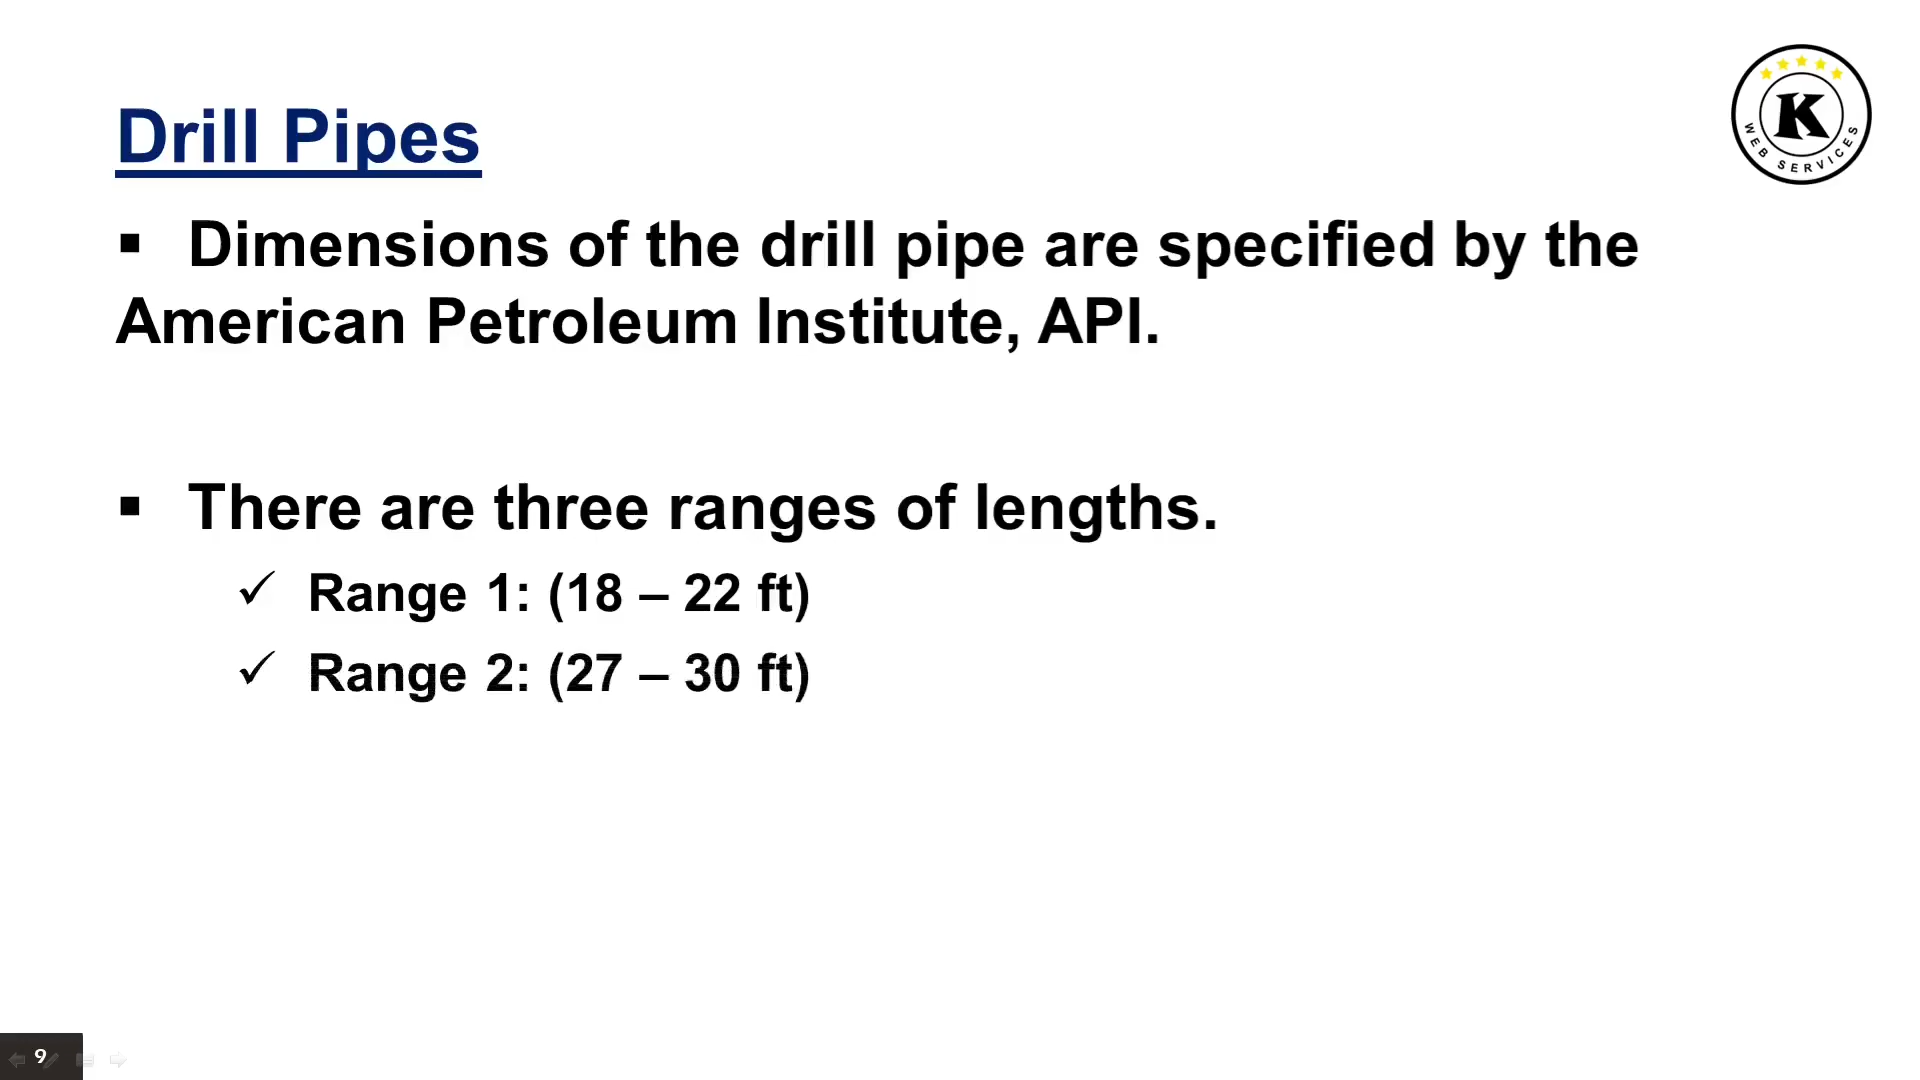 Drill Pipes
K
WEB SERVICES
▪ Dimensions of the drill pipe are specified by the
American Petroleum Institute, API.
▪ There are three ranges of lengths.
✓ Range 1: (18 – 22 ft)
✓ Range 2: (27 – 30 ft)
9